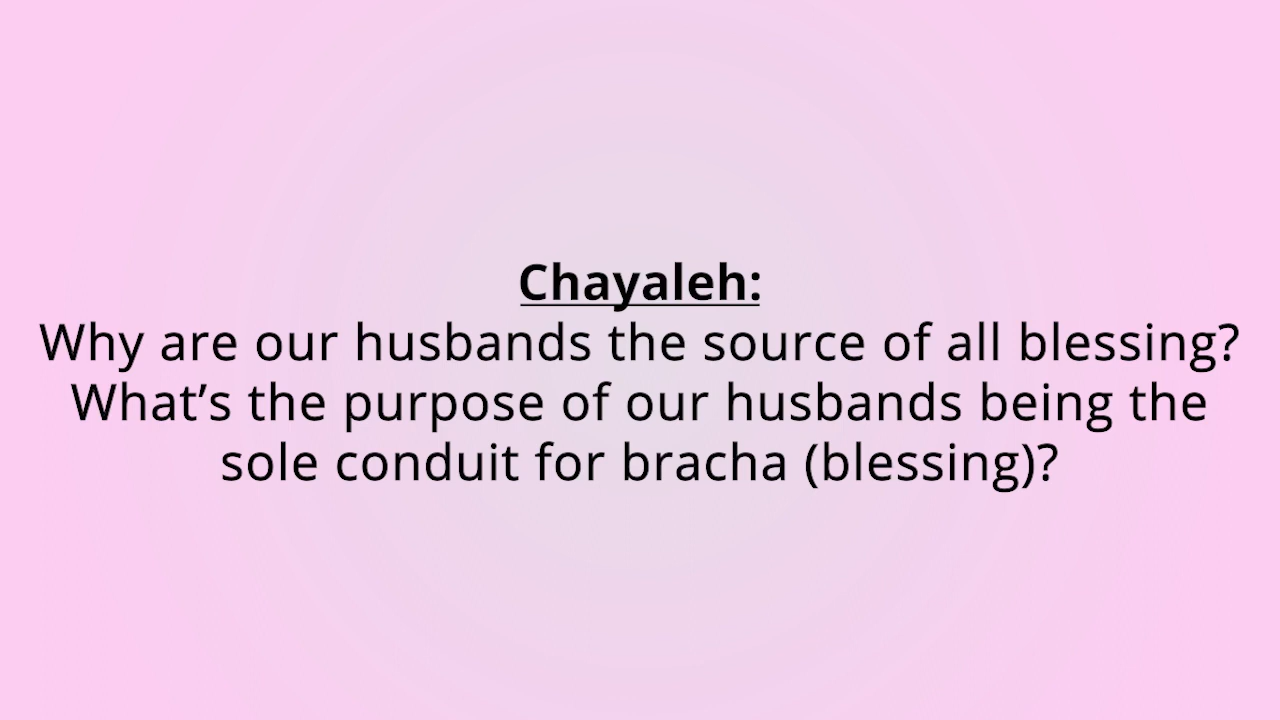 Chayaleh:
Why are our husbands the source of all blessing?
What’s the purpose of our husbands being the
sole conduit for bracha (blessing)?